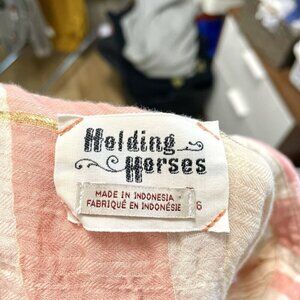 Holding
Horses
MADE IN INDONESIA
FABRIQUÉ EN INDONÉSIE 6